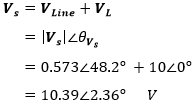 V_s = V_Line + V_L
= |V_s|∠θ_{V_s}
= 0.573∠48.2° + 10∠0°
= 10.39∠2.36° V